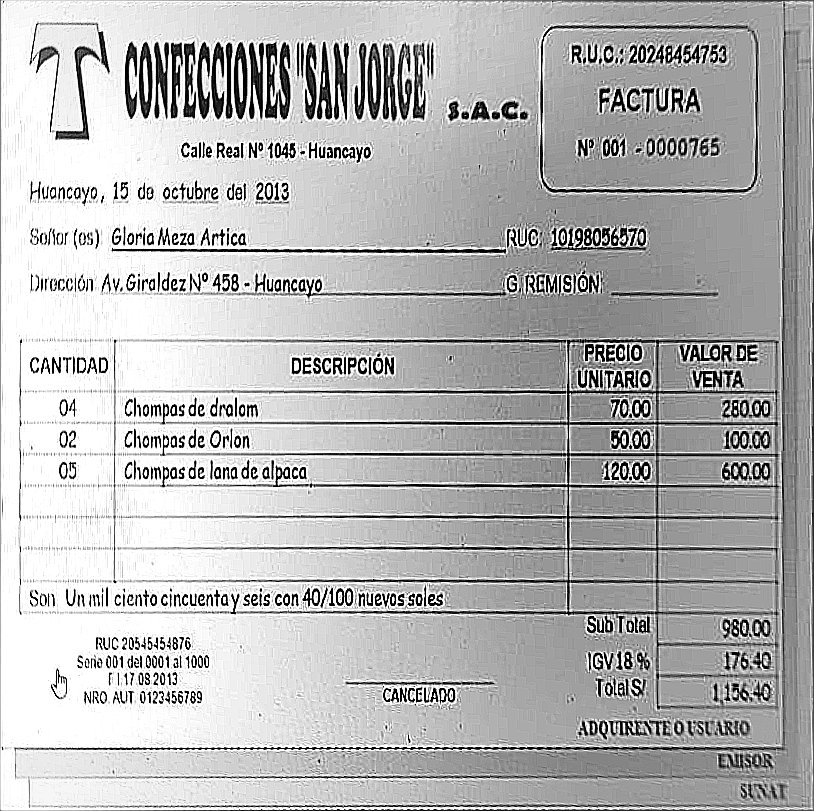 CONFECCIONES "SAN JORGE" S.A.C.
Calle Real Nº 1045 - Huancayo
R.U.C.: 20248454753
FACTURA
Nº 001 - 0000765
Huancayo, 15 de octubre del 2013
Señor (os) Gloria Meza Artica RUC: 10198056570
Dirección Av. Giraldez Nº 458 - Huancayo G. REMISIÓN:
CANTIDAD DESCRIPCIÓN PRECIO UNITARIO VALOR DE VENTA
04 Chompas de dralom 70.00 280.00
02 Chompas de Orlon 50.00 100.00
05 Chompas de lana de alpaca 120.00 600.00
Son Un mil ciento cincuenta y seis con 40/100 nuevos soles
Sub Total 980.00
IGV 18 % 176.40
Total S/. 1,156.40
RUC 20545454876
Serie 001 del 0001 al 1000
F.I. 17.08.2013
NRO. AUT. 0123456789
CANCELADO
ADQUIRENTE O USUARIO
EMISOR
SUNAT